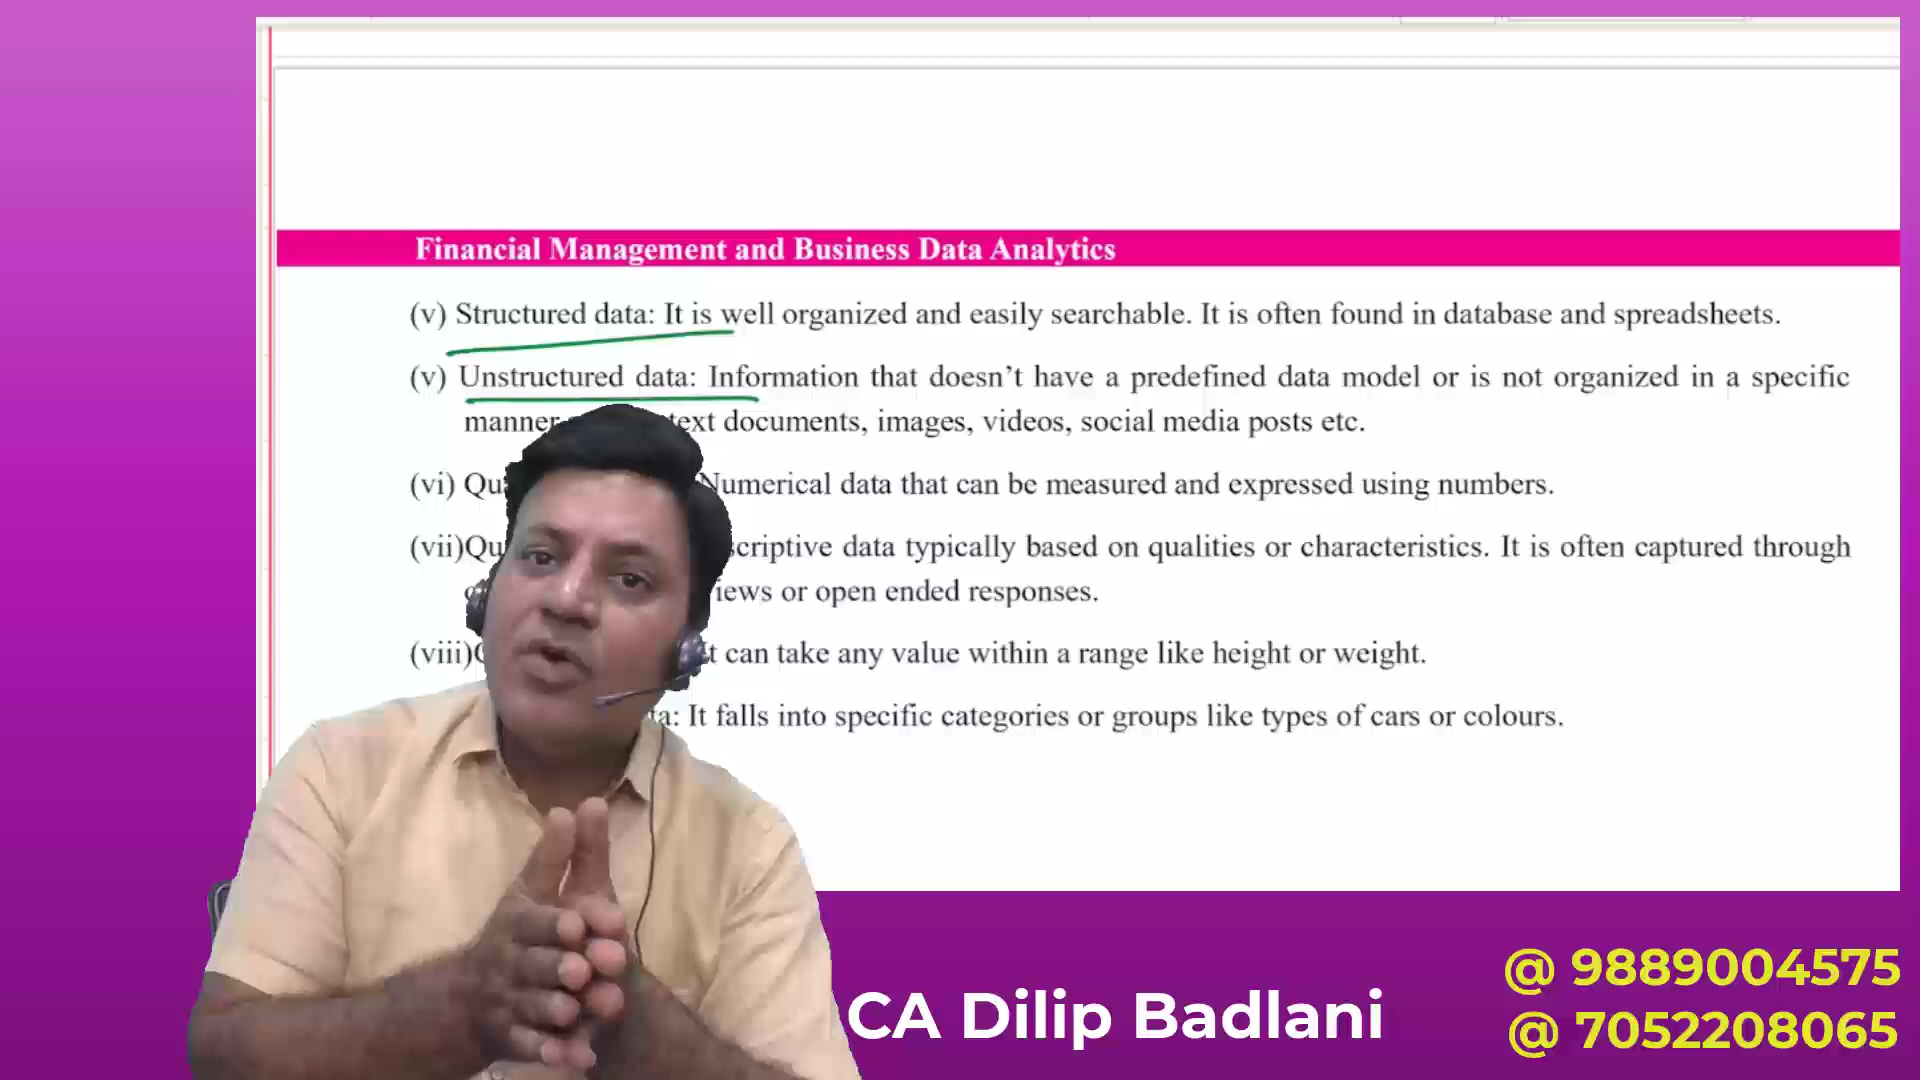 Financial Management and Business Data Analytics
(v) Structured data: It is well organized and easily searchable. It is often found in database and spreadsheets.
(v) Unstructured data: Information that doesn’t have a predefined data model or is not organized in a specific
manner text documents, images, videos, social media posts etc.
(vi) Numerical data that can be measured and expressed using numbers.
(vii) data typically based on qualities or characteristics. It is often captured through
or open ended responses.
(viii) can take any value within a range like height or weight.
It falls into specific categories or groups like types of cars or colours.
CA Dilip Badlani
@ 9889004575
@ 7052208065